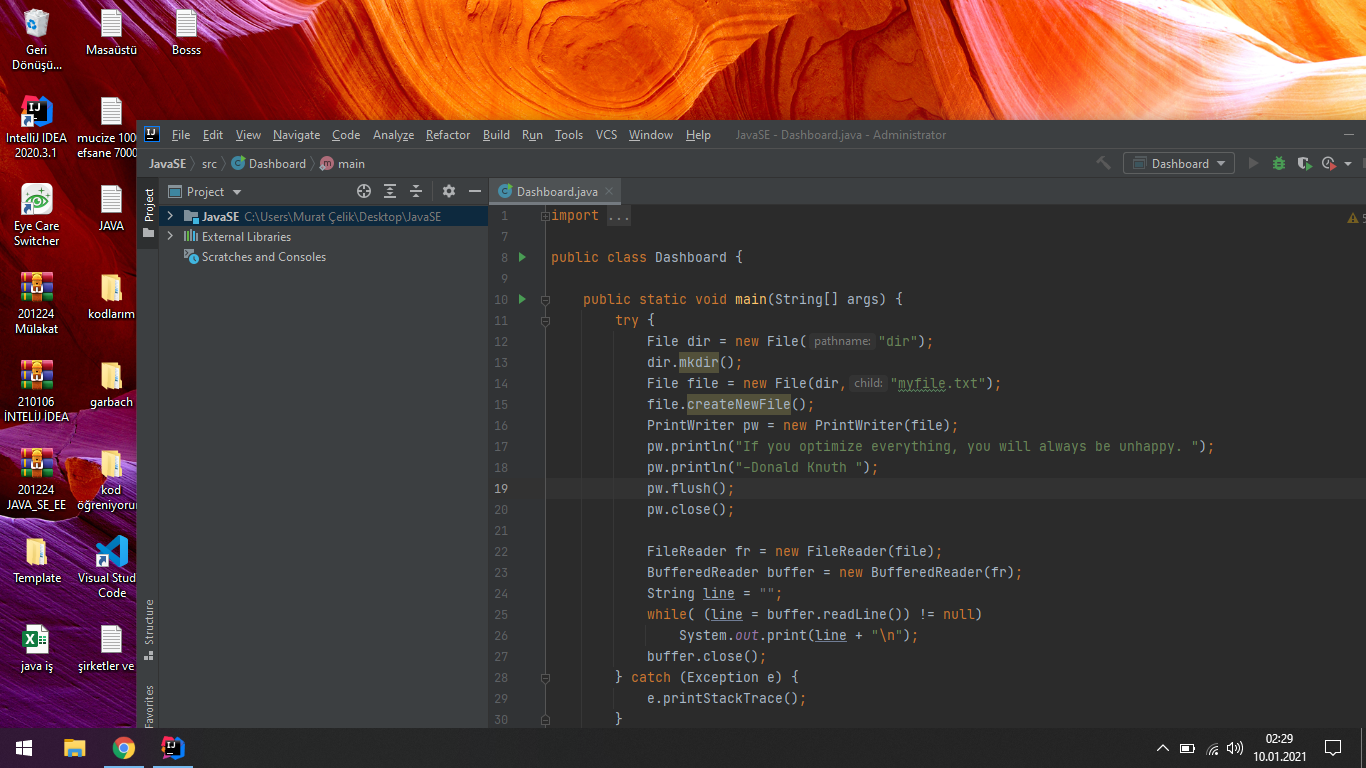 Geri
Dönüşü...
Masaüstü
Bosss
IntelliJ IDEA
2020.3.1
mucize 100
efsane 7000
Eye Care
Switcher
JAVA
201224
Mülakat
kodlarım
210106
İNTELİJ.İDEA
garbach
201224
JAVA_SE_EE
kod
öğreniyorum
Template
Visual Stud
Code
java iş
şirketler ve
File Edit View Navigate Code Analyze Refactor Build Run Tools VCS Window Help JavaSE - Dashboard.java - Administrator
JavaSE src Dashboard main Dashboard
Project
Structure
Favorites
Project
JavaSE C:\Users\Murat Çelik\Desktop\JavaSE
External Libraries
Scratches and Consoles
Dashboard.java
1 import ...
7
8 public class Dashboard {
9
10 public static void main(String[] args) {
11 try {
12 File dir = new File( pathname: "dir");
13 dir.mkdir();
14 File file = new File(dir, child: "myfile.txt");
15 file.createNewFile();
16 PrintWriter pw = new PrintWriter(file);
17 pw.println("If you optimize everything, you will always be unhappy. ");
18 pw.println("-Donald Knuth ");
19 pw.flush();
20 pw.close();
21
22 FileReader fr = new FileReader(file);
23 BufferedReader buffer = new BufferedReader(fr);
24 String line = "";
25 while( (line = buffer.readLine()) != null)
26 System.out.print(line + "\n");
27 buffer.close();
28 } catch (Exception e) {
29 e.printStackTrace();
30 }
02:29
10.01.2021